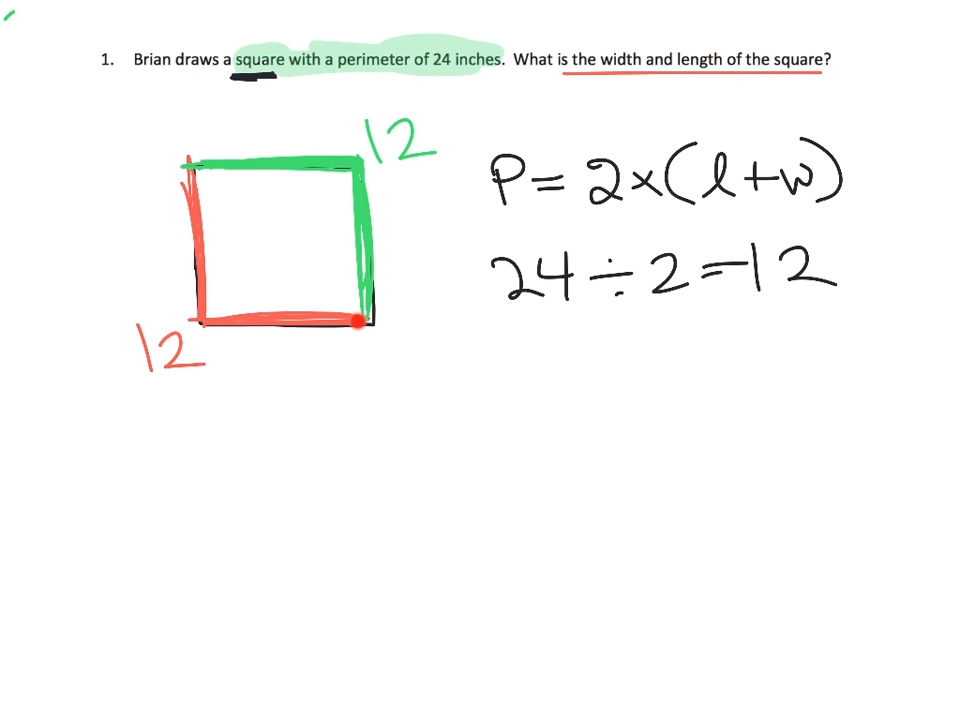 1. Brian draws a square with a perimeter of 24 inches. What is the width and length of the square?
12
P = 2 x (l + w)
24 ÷ 2 = 12
12